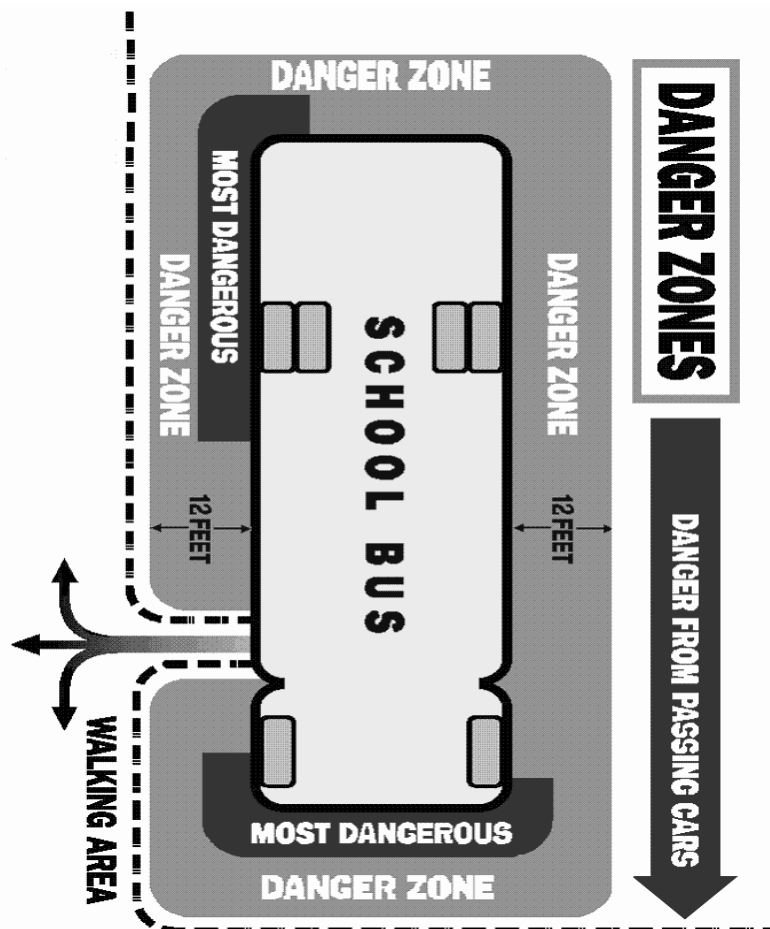 DANGER ZONES
DANGER ZONE
MOST DANGEROUS
DANGER ZONE
DANGER ZONE
SCHOOL BUS
12 FEET
12 FEET
DANGER FROM PASSING CARS
WALKING AREA
MOST DANGEROUS
DANGER ZONE